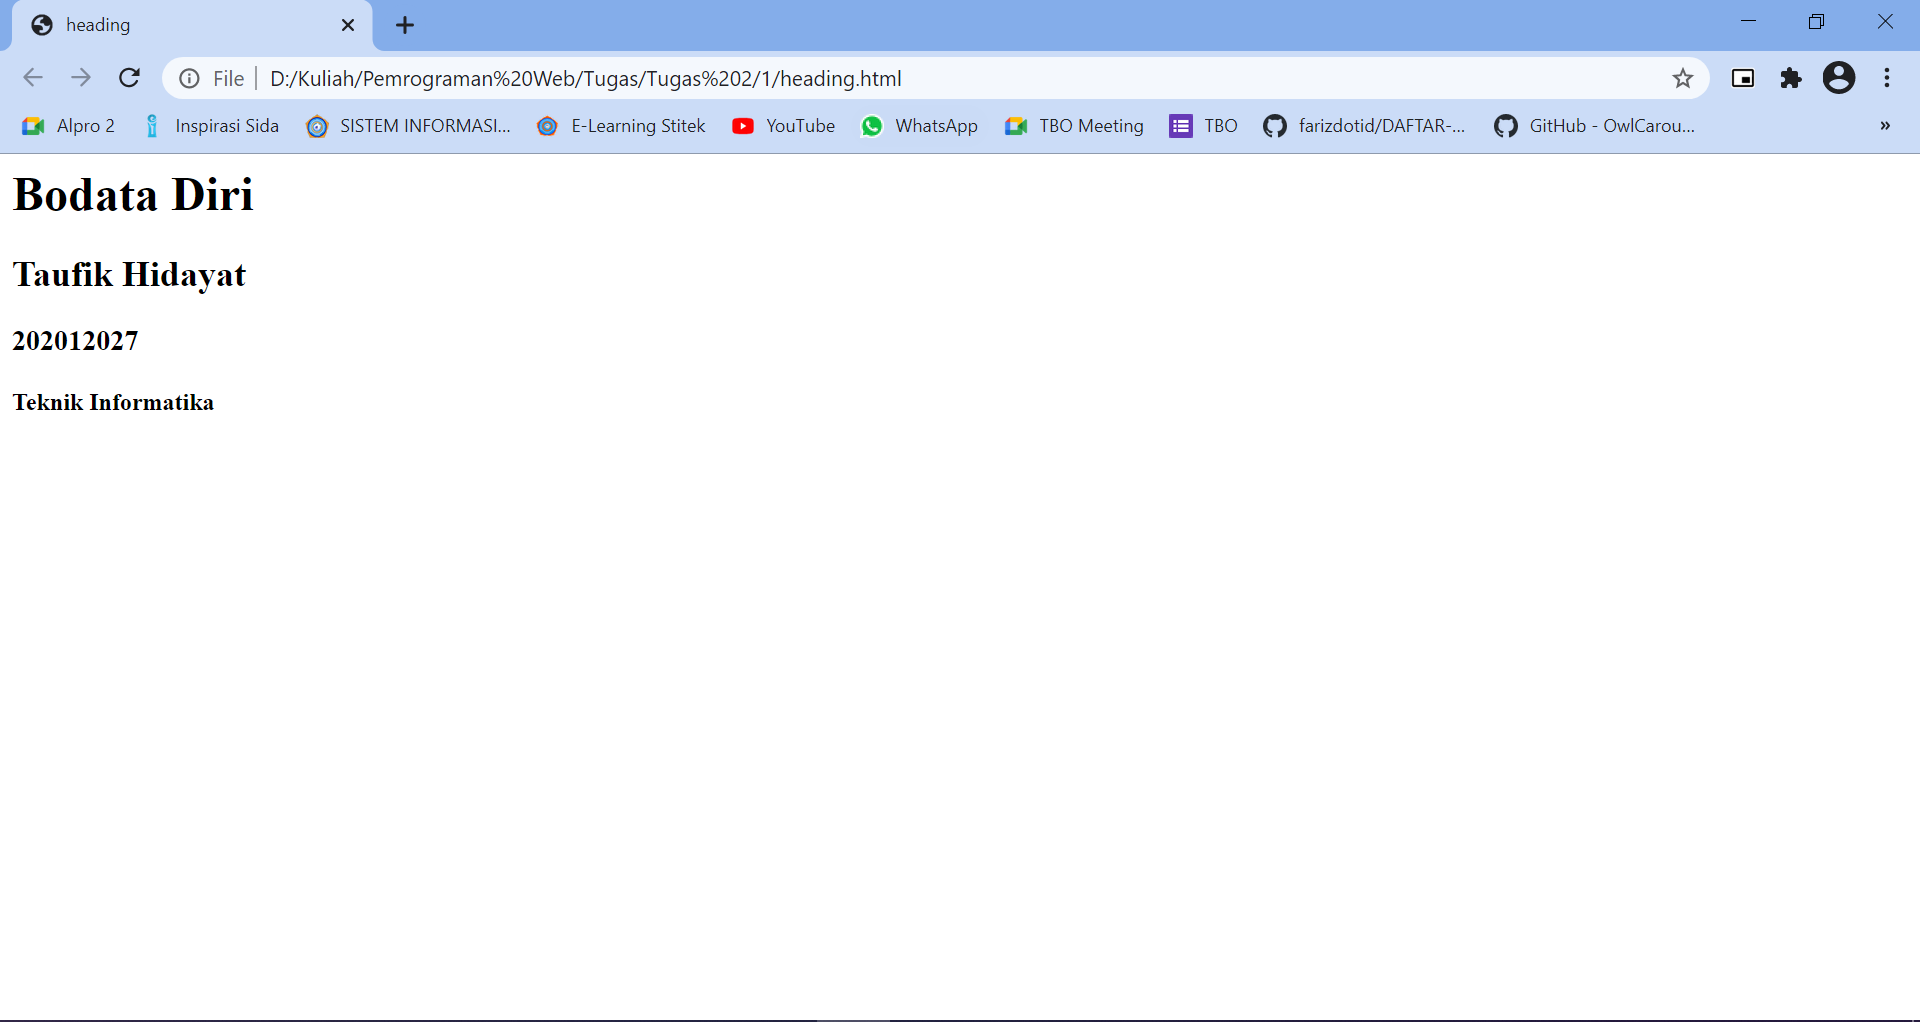 heading
File D:/Kuliah/Pemrograman%20Web/Tugas/Tugas%202/1/heading.html
Alpro 2 Inspirasi Sida SISTEM INFORMASI... E-Learning Stitek YouTube WhatsApp TBO Meeting TBO farizdotid/DAFTAR-... GitHub - OwlCarou... »
Bodata Diri
Taufik Hidayat
202012027
Teknik Informatika